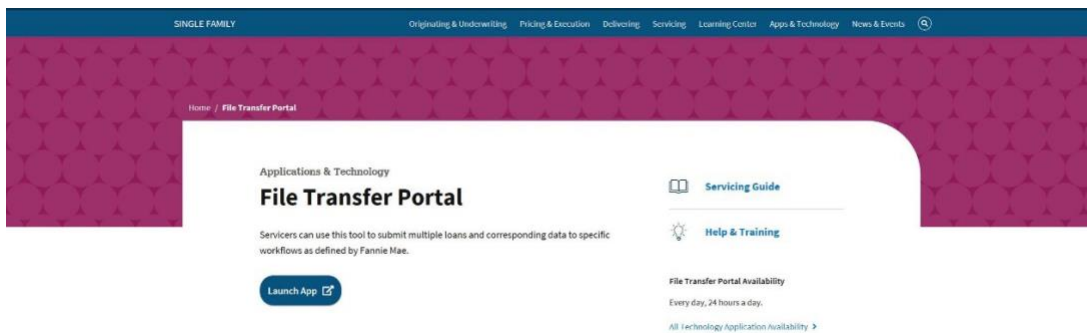 SINGLE FAMILY
Originating & Underwriting Pricing & Execution Delivering Servicing Learning Center Apps & Technology News & Events
Home / File Transfer Portal
Applications & Technology
File Transfer Portal
Servicers can use this tool to submit multiple loans and corresponding data to specific
workflows as defined by Fannie Mae.
Launch App
Servicing Guide
Help & Training
File Transfer Portal Availability
Every day, 24 hours a day.
All Technology Application Availability >